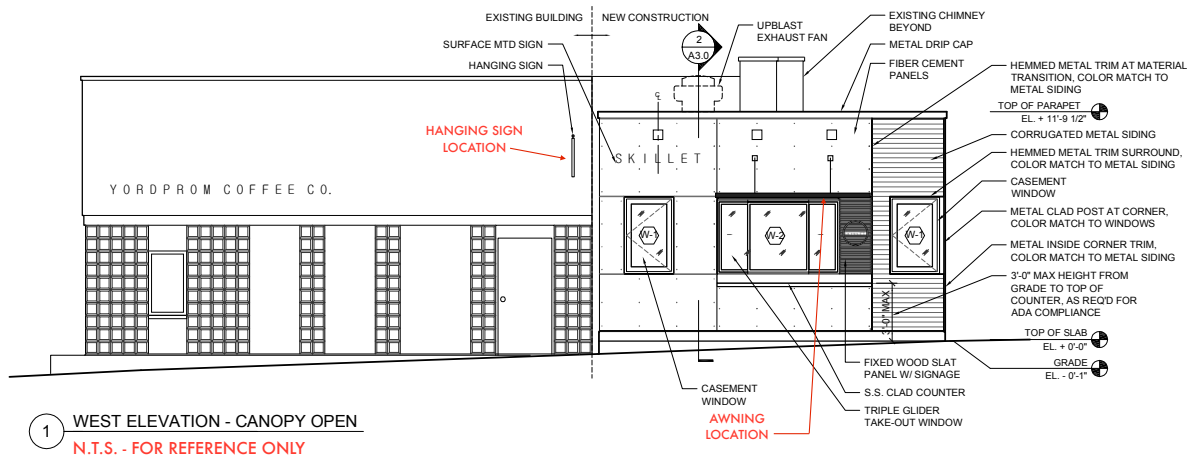 EXISTING BUILDING
NEW CONSTRUCTION
SURFACE MTD SIGN
HANGING SIGN
2
A3.0
UPBLAST
EXHAUST FAN
EXISTING CHIMNEY
BEYOND
METAL DRIP CAP
FIBER CEMENT
PANELS
HEMMED METAL TRIM AT MATERIAL
TRANSITION, COLOR MATCH TO
METAL SIDING
TOP OF PARAPET
EL. + 11'-9 1/2"
CORRUGATED METAL SIDING
HEMMED METAL TRIM SURROUND,
COLOR MATCH TO METAL SIDING
CASEMENT
WINDOW
METAL CLAD POST AT CORNER,
COLOR MATCH TO WINDOWS
METAL INSIDE CORNER TRIM,
COLOR MATCH TO METAL SIDING
3'-0" MAX HEIGHT FROM
GRADE TO TOP OF
COUNTER, AS REQ'D FOR
ADA COMPLIANCE
TOP OF SLAB
EL. + 0'-0"
GRADE
EL. - 0'-1"
HANGING SIGN
LOCATION
YORDPROM COFFEE CO.
SKILLET
W-1
W-2
W-1
3'-0" MAX
CASEMENT
WINDOW
AWNING
LOCATION
FIXED WOOD SLAT
PANEL W/ SIGNAGE
S.S. CLAD COUNTER
TRIPLE GLIDER
TAKE-OUT WINDOW
1
WEST ELEVATION - CANOPY OPEN
N.T.S. - FOR REFERENCE ONLY